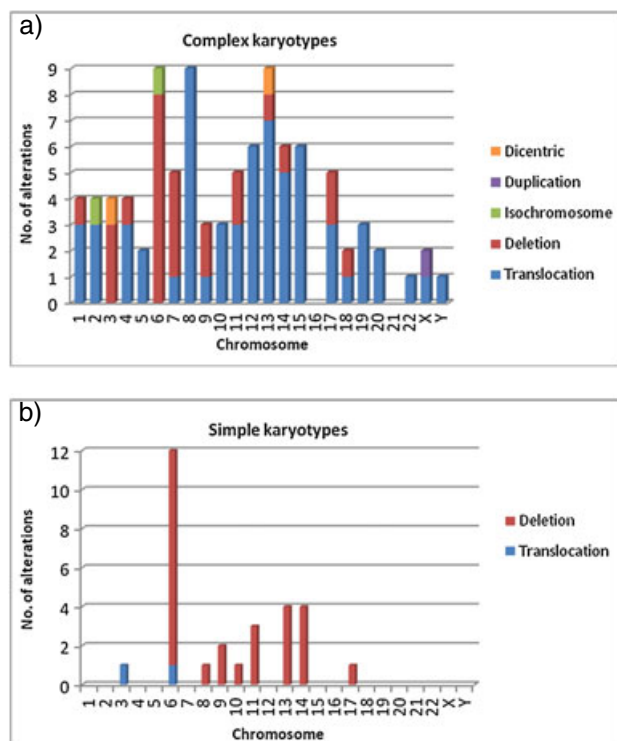 a)
Complex karyotypes
No. of alterations
9
8
7
6
5
4
3
2
1
0
1 2 3 4 5 6 7 8 9 10 11 12 13 14 15 16 17 18 19 20 21 22 X Y
Chromosome
Dicentric
Duplication
Isochromosome
Deletion
Translocation
b)
Simple karyotypes
No. of alterations
12
10
8
6
4
2
0
1 2 3 4 5 6 7 8 9 10 11 12 13 14 15 16 17 18 19 20 21 22 X Y
Chromosome
Deletion
Translocation